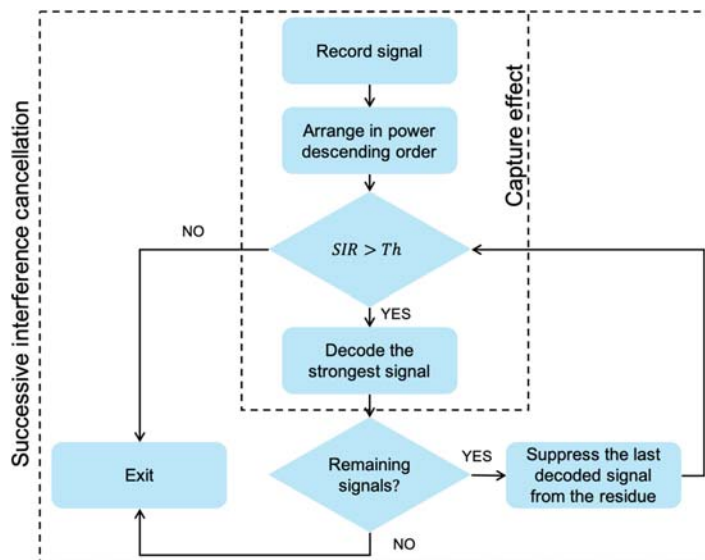 Record signal
Arrange in power
descending order
SIR > Th
NO
YES
Decode the
strongest signal
Remaining
signals?
YES
Suppress the last
decoded signal
from the residue
Exit
NO
Capture effect
Successive interference cancellation